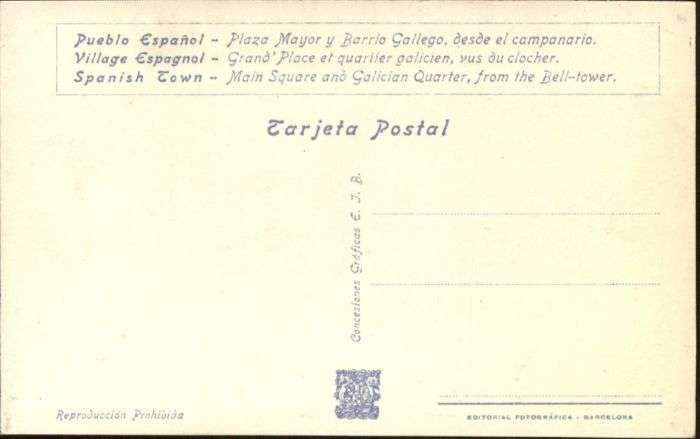 Pueblo Español - Plaza Mayor y Barrio Gallego, desde el campanario.
Village Espagnol - Grand' Place et quartier galicien, vus du clocher.
Spanish Town - Main Square and Galician Quarter, from the Bell-tower.
Tarjeta Postal
Concesiones Gráficas E. I. B.
Reproducción Prohibida
EDITORIAL FOTOGRÁFICA - BARCELONA